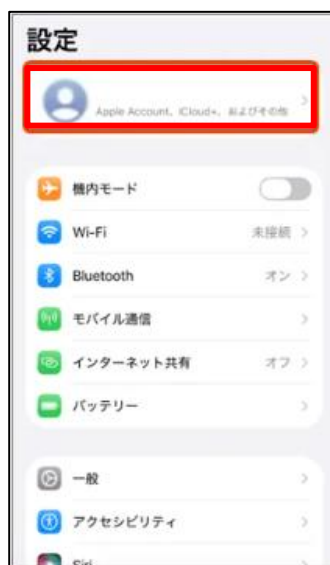 設定
Apple Account、iCloud+、およびその他
機内モード
Wi-Fi 未接続
Bluetooth オン
モバイル通信
インターネット共有 オフ
バッテリー
一般
アクセシビリティ
Siri